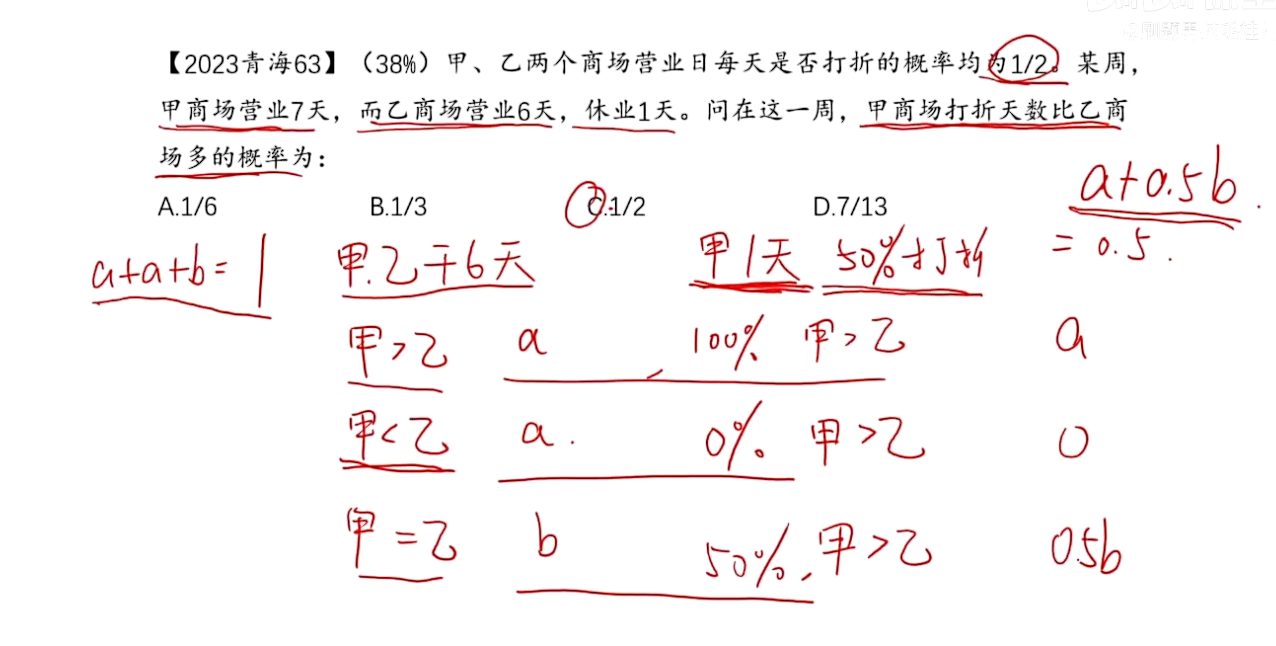 【2023青海63】（38%）甲、乙两个商场营业日每天是否打折的概率均为1/2。某周，
甲商场营业7天，而乙商场营业6天，休业1天。问在这一周，甲商场打折天数比乙商
场多的概率为：
A.1/6 B.1/3 C.1/2 D.7/13
a+0.5b
= 0.5.
a+a+b= 1
甲.乙干6天 甲1天 50%打折
甲>乙 a 100% 甲>乙 a
甲<乙 a. 0%. 甲>乙 0
甲=乙 b 50%, 甲>乙 0.5b